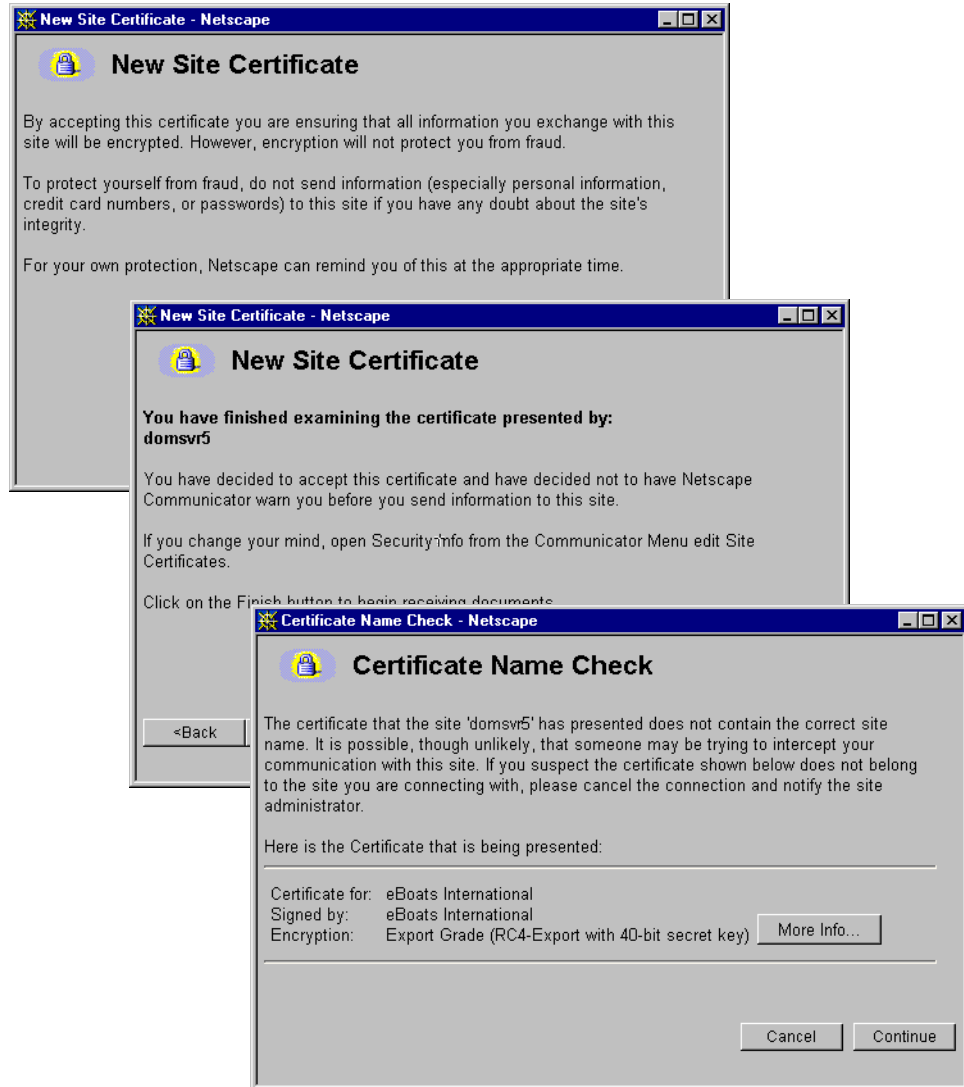 New Site Certificate - Netscape
New Site Certificate
By accepting this certificate you are ensuring that all information you exchange with this
site will be encrypted. However, encryption will not protect you from fraud.
To protect yourself from fraud, do not send information (especially personal information,
credit card numbers, or passwords) to this site if you have any doubt about the site's
integrity.
For your own protection, Netscape can remind you of this at the appropriate time.
New Site Certificate - Netscape
New Site Certificate
You have finished examining the certificate presented by:
domsvr5
You have decided to accept this certificate and have decided not to have Netscape
Communicator warn you before you send information to this site.
If you change your mind, open Security Info from the Communicator Menu edit Site
Certificates.
Click on the Finish button to begin receiving documents.
<Back
Certificate Name Check - Netscape
Certificate Name Check
The certificate that the site 'domsvr5' has presented does not contain the correct site
name. It is possible, though unlikely, that someone may be trying to intercept your
communication with this site. If you suspect the certificate shown below does not belong
to the site you are connecting with, please cancel the connection and notify the site
administrator.
Here is the Certificate that is being presented:
Certificate for: eBoats International
Signed by: eBoats International
Encryption: Export Grade (RC4-Export with 40-bit secret key) More Info...
Cancel Continue